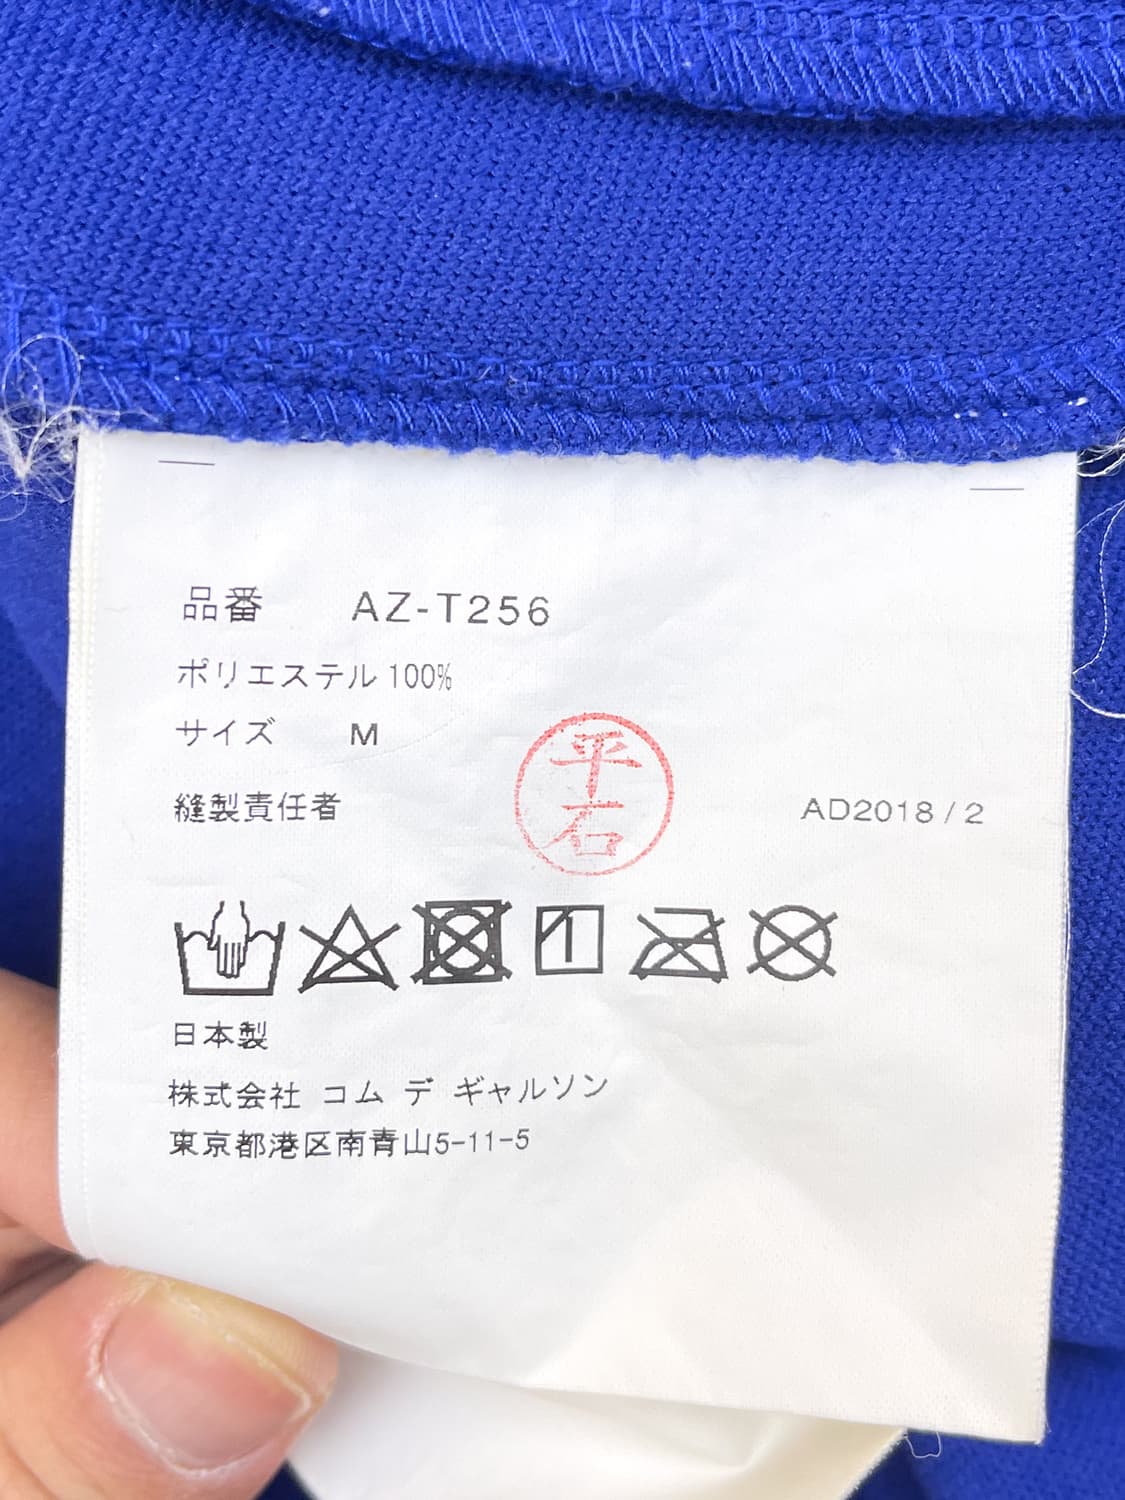 品番 AZ-T256
ポリエステル 100%
サイズ M
平石
縫製責任者 AD2018/2
日本製
株式会社 コム デ ギャルソン
東京都港区南青山5-11-5